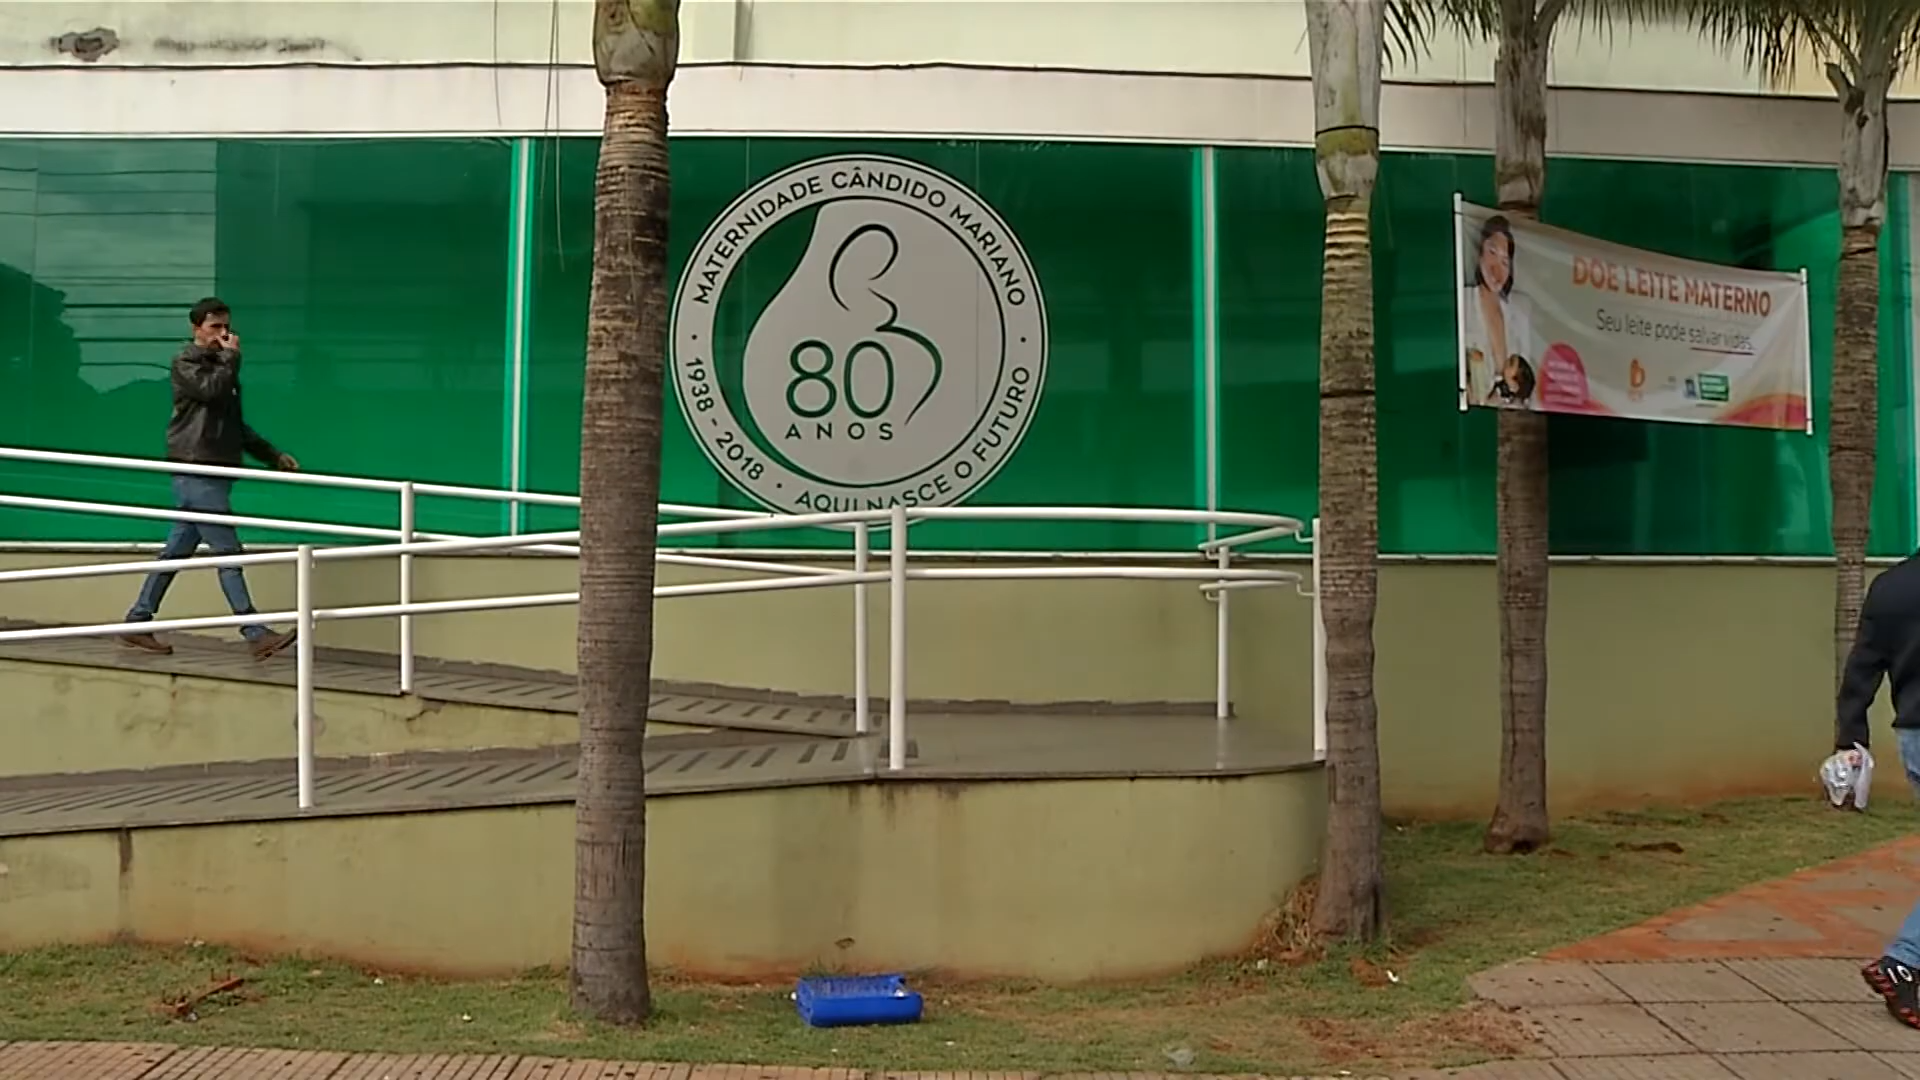 MATERNIDADE CÂNDIDO MARIANO
80
ANOS
1938 - 2018 · AQUI NASCE O FUTURO
DOE LEITE MATERNO
Seu leite pode salvar vidas.